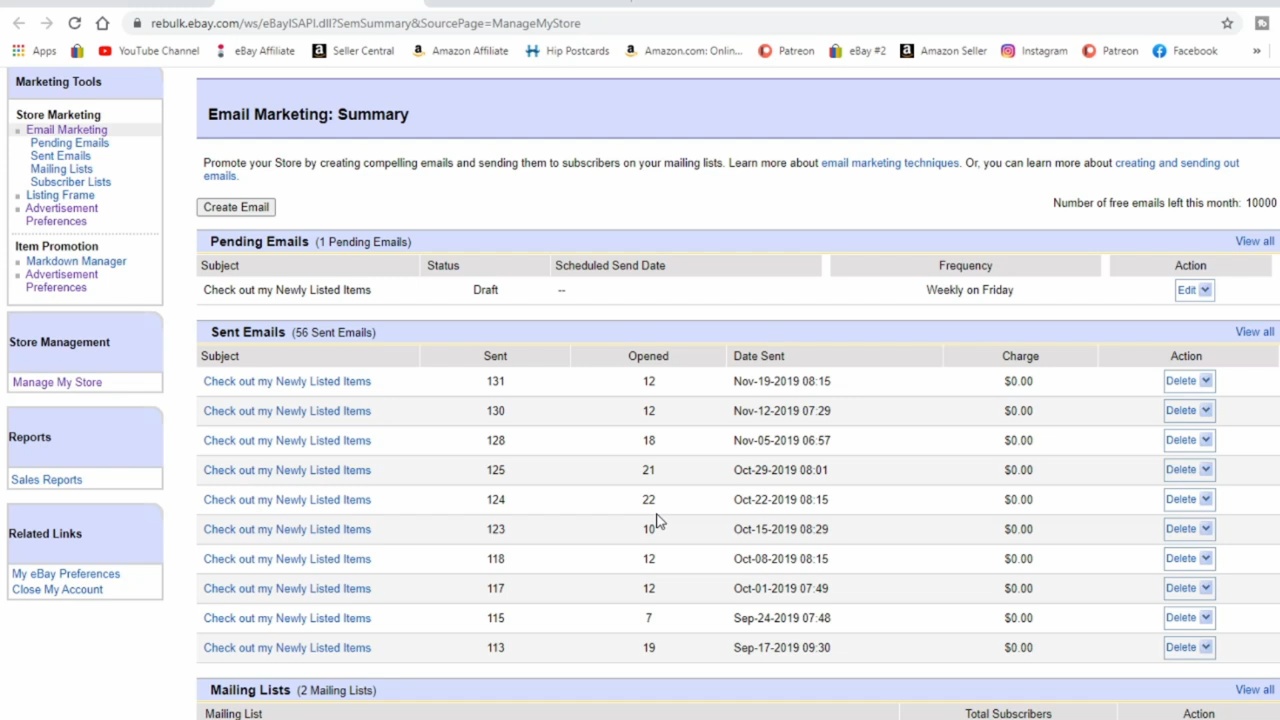 rebulk.ebay.com/ws/eBayISAPI.dll?SemSummary&SourcePage=ManageMyStore
Apps YouTube Channel eBay Affiliate Seller Central Amazon Affiliate Hip Postcards Amazon.com: Onlin... Patreon eBay #2 Amazon Seller Instagram Patreon Facebook »
Marketing Tools
Store Marketing
Email Marketing
Pending Emails
Sent Emails
Mailing Lists
Subscriber Lists
Listing Frame
Advertisement
Preferences
Item Promotion
Markdown Manager
Advertisement
Preferences
Store Management
Manage My Store
Reports
Sales Reports
Related Links
My eBay Preferences
Close My Account
Email Marketing: Summary
Promote your Store by creating compelling emails and sending them to subscribers on your mailing lists. Learn more about email marketing techniques. Or, you can learn more about creating and sending out
emails.
Create Email Number of free emails left this month: 10000
Pending Emails (1 Pending Emails) View all
Subject Status Scheduled Send Date Frequency Action
Check out my Newly Listed Items Draft -- Weekly on Friday Edit
Sent Emails (56 Sent Emails) View all
Subject Sent Opened Date Sent Charge Action
Check out my Newly Listed Items 131 12 Nov-19-2019 08:15 $0.00 Delete
Check out my Newly Listed Items 130 12 Nov-12-2019 07:29 $0.00 Delete
Check out my Newly Listed Items 128 18 Nov-05-2019 06:57 $0.00 Delete
Check out my Newly Listed Items 125 21 Oct-29-2019 08:01 $0.00 Delete
Check out my Newly Listed Items 124 22 Oct-22-2019 08:15 $0.00 Delete
Check out my Newly Listed Items 123 10 Oct-15-2019 08:29 $0.00 Delete
Check out my Newly Listed Items 118 12 Oct-08-2019 08:15 $0.00 Delete
Check out my Newly Listed Items 117 12 Oct-01-2019 07:49 $0.00 Delete
Check out my Newly Listed Items 115 7 Sep-24-2019 07:48 $0.00 Delete
Check out my Newly Listed Items 113 19 Sep-17-2019 09:30 $0.00 Delete
Mailing Lists (2 Mailing Lists) View all
Mailing List Total Subscribers Action